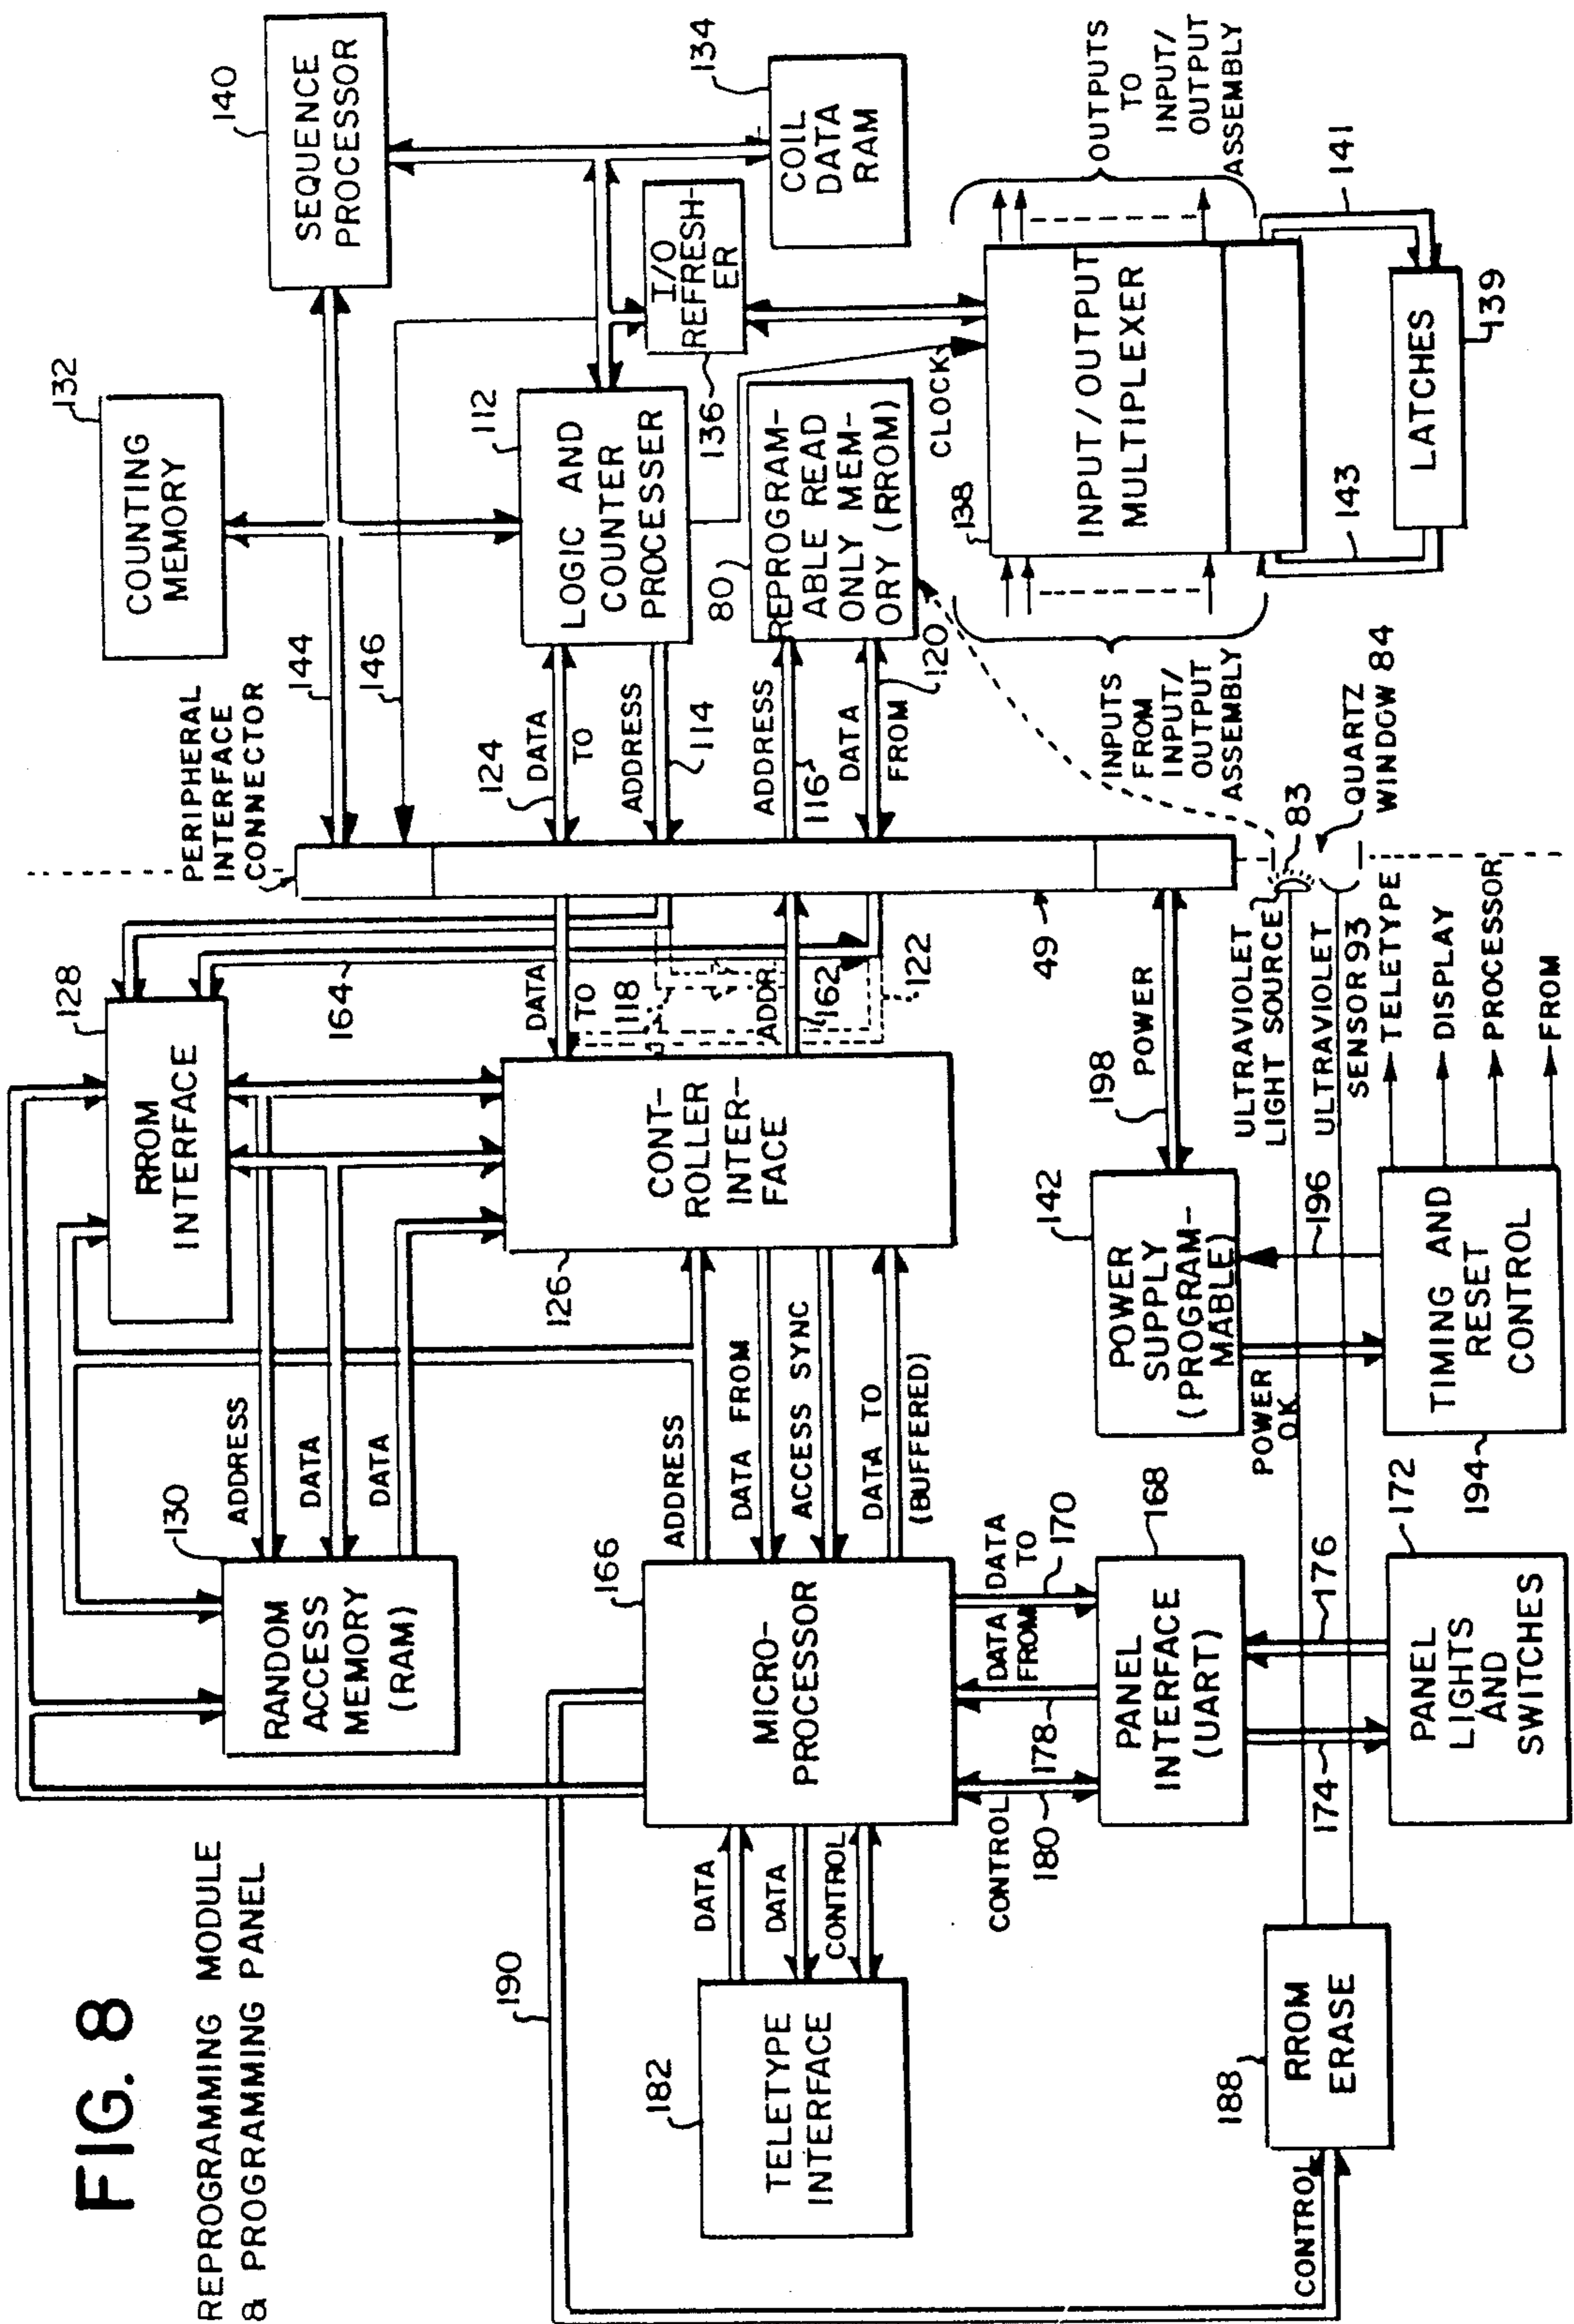 FIG. 8
REPROGRAMMING MODULE
& PROGRAMMING PANEL
182
TELETYPE
INTERFACE
190
DATA
DATA
CONTROL
166
MICRO-
PROCESSOR
130
RANDOM
ACCESS
MEMORY
(RAM)
ADDRESS
DATA
DATA
128
RROM
INTERFACE
164
ADDRESS
DATA FROM
ACCESS SYNC
DATA TO
(BUFFERED)
126
CONT-
ROLLER
INTER-
FACE
DATA
TO
118
ADDR.
162
122
49
PERIPHERAL
INTERFACE
CONNECTOR
144
146
132
COUNTING
MEMORY
140
SEQUENCE
PROCESSOR
124
DATA
TO
ADDRESS
114
112
LOGIC AND
COUNTER
PROCESSER
ADDRESS
116
DATA
FROM
120
80
REPROGRAM-
ABLE READ
ONLY MEM-
ORY (RROM)
136
I/O
REFRESH-
ER
134
COIL
DATA
RAM
CLOCK
138
INPUT/OUTPUT
MULTIPLEXER
INPUTS
FROM
INPUT/
OUTPUT
ASSEMBLY
OUTPUTS
TO
INPUT/
OUTPUT
ASSEMBLY
141
143
LATCHES
139
CONTROL
180
178
DATA
FROM
DATA
TO
170
168
PANEL
INTERFACE
(UART)
174
176
172
PANEL
LIGHTS
AND
SWITCHES
188
RROM
ERASE
CONTROL
142
POWER
SUPPLY
(PROGRAM-
MABLE)
198
POWER
POWER
OK
196
194
TIMING AND
RESET
CONTROL
ULTRAVIOLET
LIGHT SOURCE
83
ULTRAVIOLET
SENSOR 93
QUARTZ
WINDOW 84
TELETYPE
DISPLAY
PROCESSOR
FROM